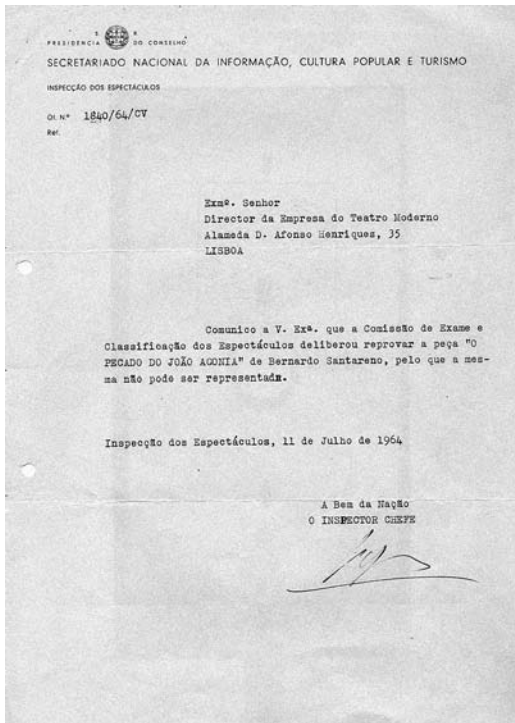 S. R.
PRESIDENCIA DO CONSELHO
SECRETARIADO NACIONAL DA INFORMAÇÃO, CULTURA POPULAR E TURISMO
INSPECÇÃO DOS ESPECTÁCULOS
Of. N.º 1840/64/CV
Ref.
Exmº. Senhor
Director da Empresa do Teatro Moderno
Alameda D. Afonso Henriques, 35
LISBOA
Comunico a V. Exª. que a Comissão de Exame e
Classificação dos Espectáculos deliberou reprovar a peça "O
PECADO DO JOÃO AGONIA" de Bernardo Santareno, pelo que a mes-
ma não pode ser representada.
Inspecção dos Espectáculos, 11 de Julho de 1964
A Bem da Nação
O INSPECTOR CHEFE